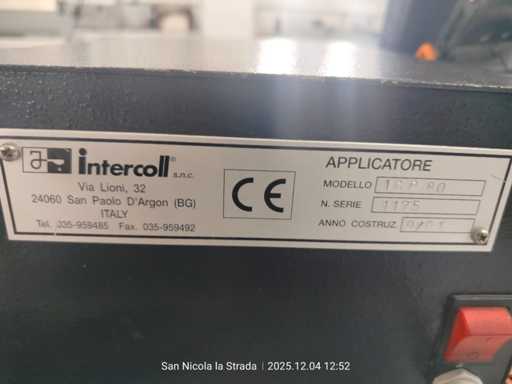 intercoll® s.n.c.
Via Lioni, 32
24060 San Paolo D'Argon (BG)
ITALY
Tel. 035-959485 Fax. 035-959492
CE
APPLICATORE
MODELLO
N. SERIE
ANNO COSTRUZ.
San Nicola la Strada | 2025.12.04 12:52